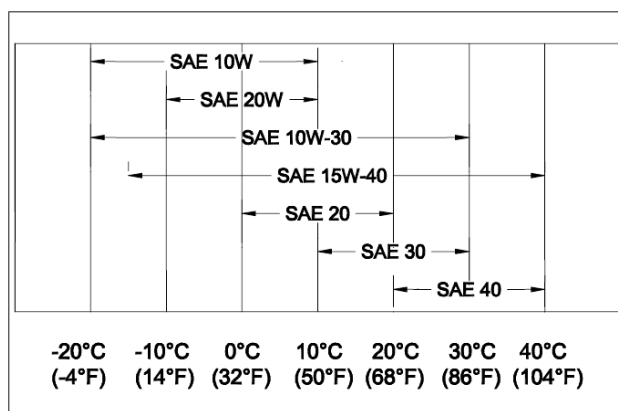 SAE 10W
SAE 20W
SAE 10W-30
SAE 15W-40
SAE 20
SAE 30
SAE 40
-20°C -10°C 0°C 10°C 20°C 30°C 40°C
(-4°F) (14°F) (32°F) (50°F) (68°F) (86°F) (104°F)